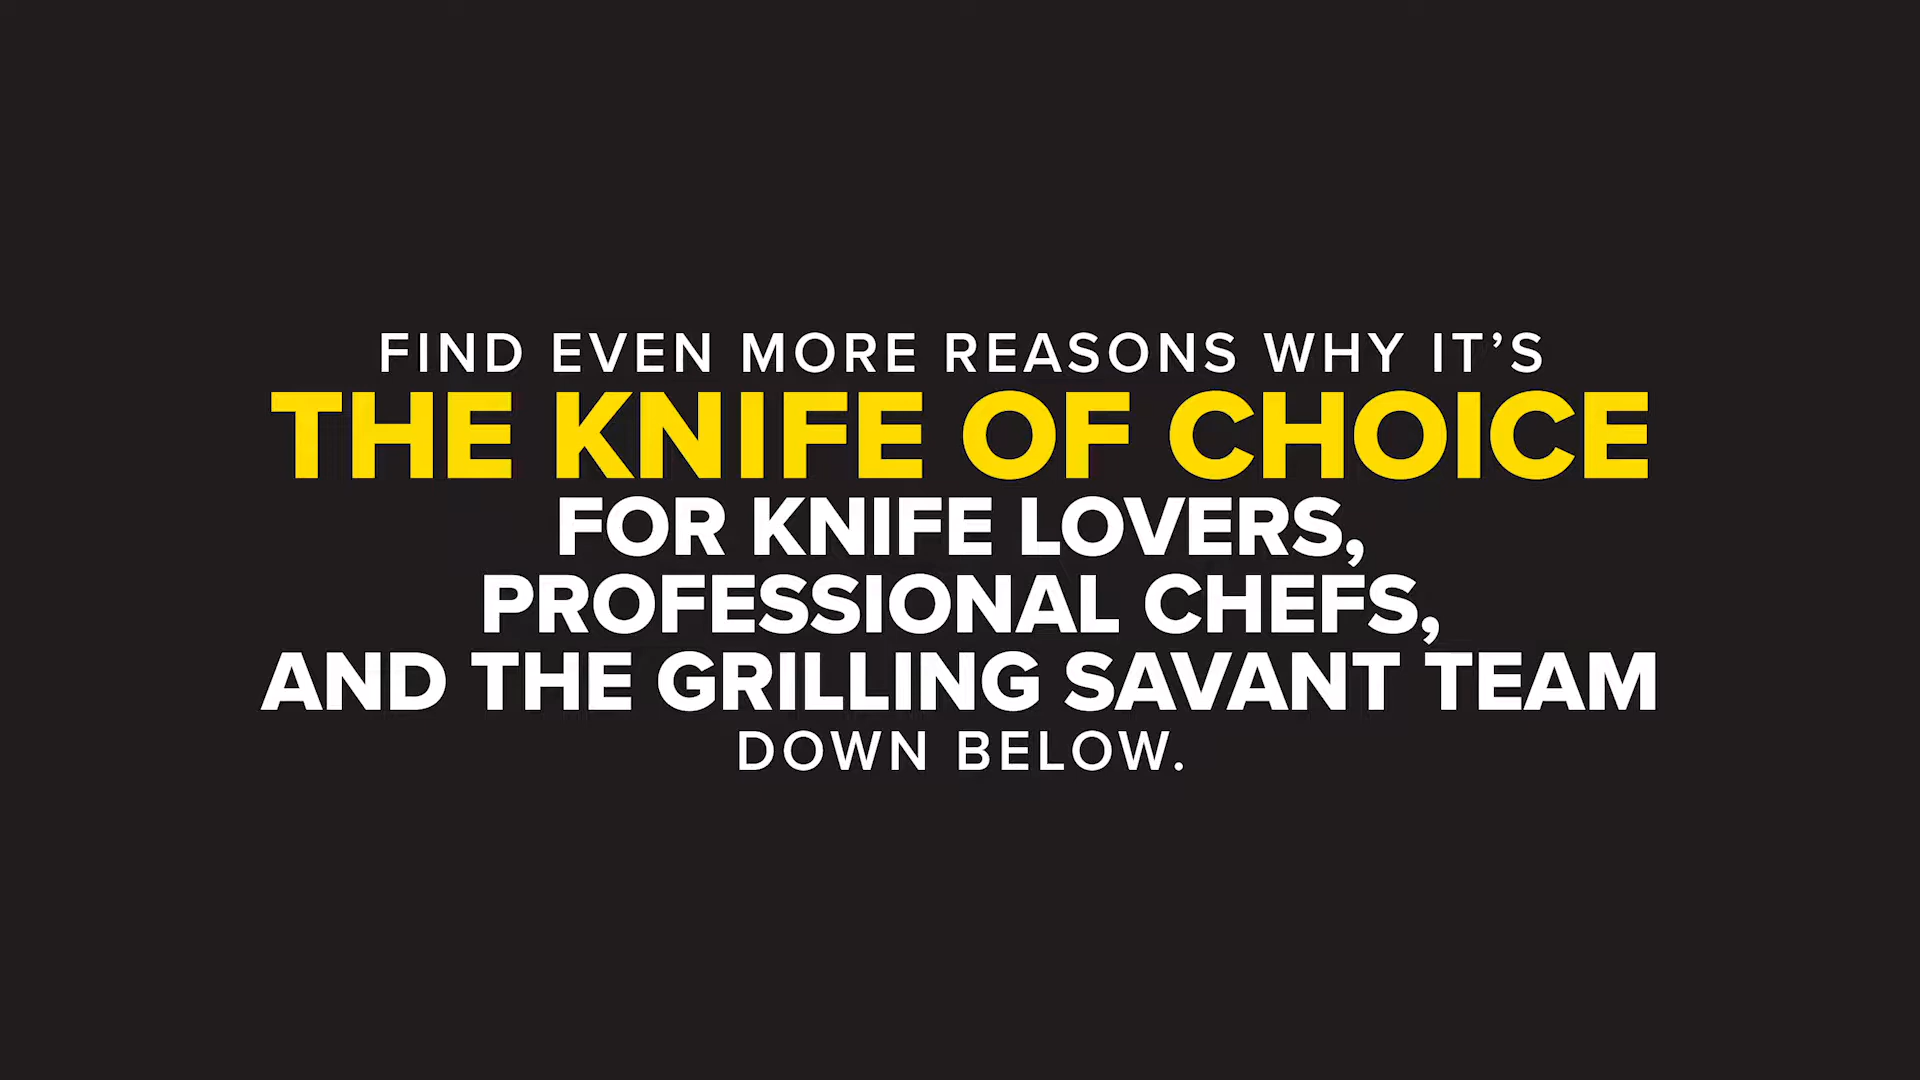 FIND EVEN MORE REASONS WHY IT’S
THE KNIFE OF CHOICE
FOR KNIFE LOVERS,
PROFESSIONAL CHEFS,
AND THE GRILLING SAVANT TEAM
DOWN BELOW.